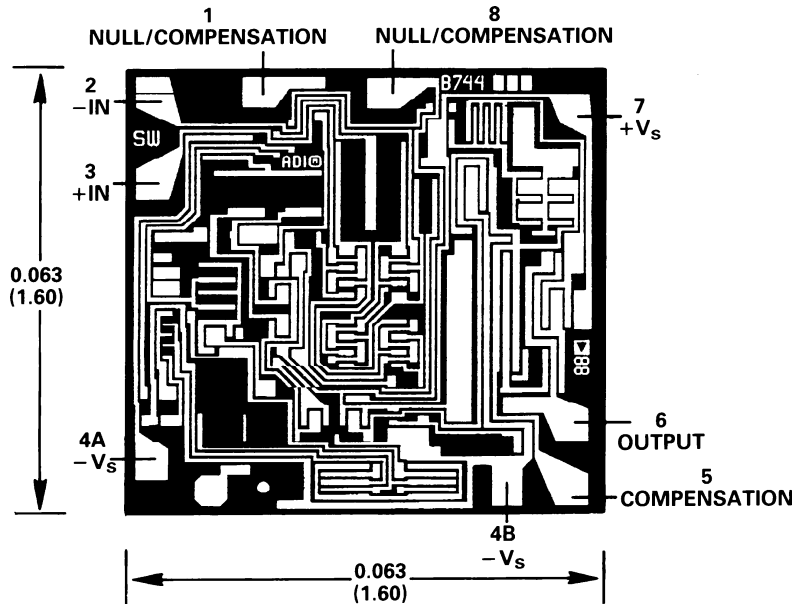 1
NULL/COMPENSATION
8
NULL/COMPENSATION
2
−IN
B744
7
+VS
SW
ADI
3
+IN
0.063
(1.60)
88
4A
−VS
6
OUTPUT
5
COMPENSATION
4B
−VS
0.063
(1.60)